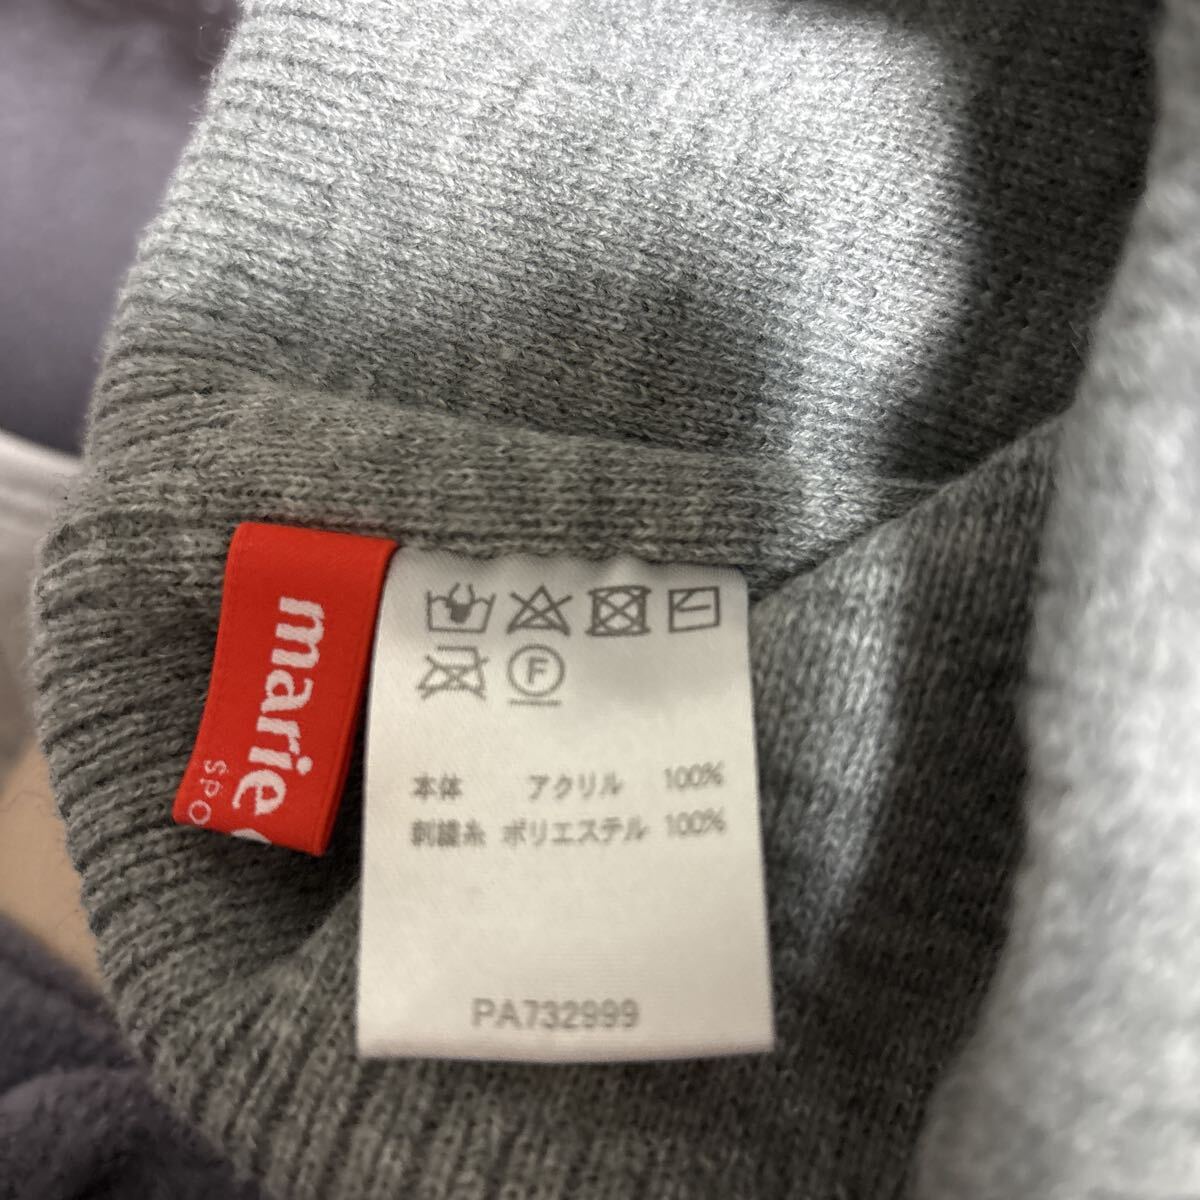 marie
SPO
F
本体 アクリル 100%
刺繍糸 ポリエステル 100%
PA732999